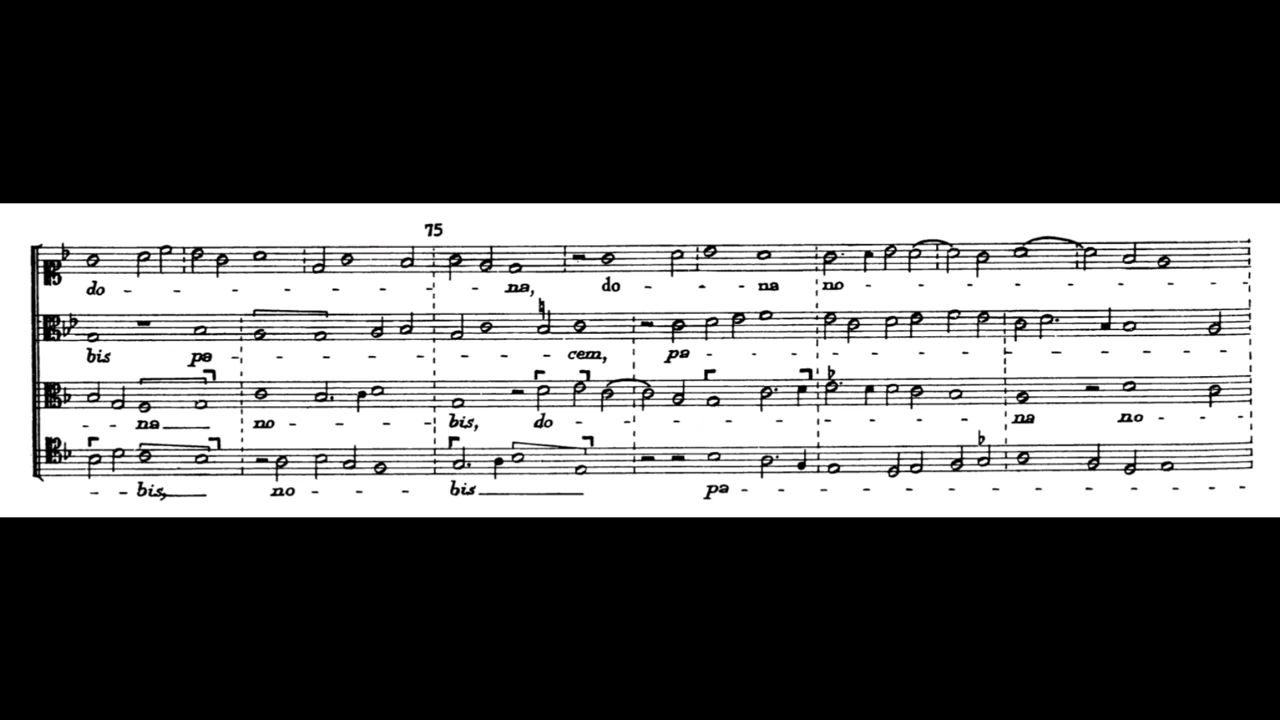 75
do - - - - - - - - - na, do - - na no - - - - - - - -
bis pa - - - - - - - cem, pa - - - - - - - - - - - -
- - na no - - - bis, do - - - - - - - - - na no - -
- - bis, no - - bis pa - - - - - - - - - - - -